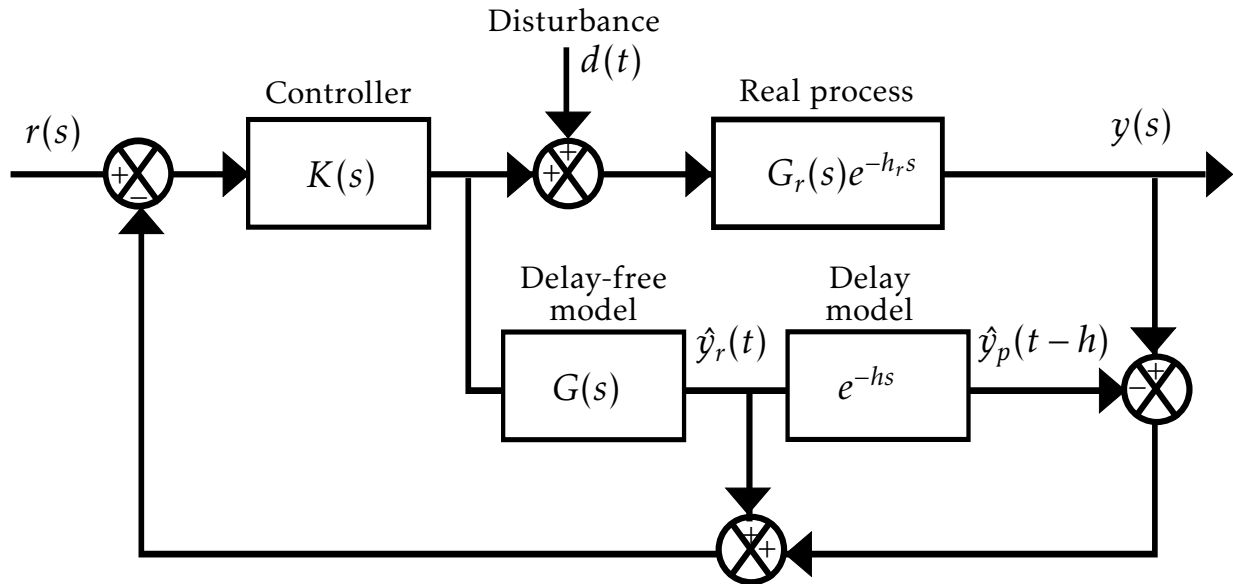 Disturbance
d(t)
Controller
Real process
r(s)
y(s)
K(s)
G_r(s)e^{-h_r s}
+
−
+
+
Delay-free
model
Delay
model
ŷ_r(t)
ŷ_p(t − h)
G(s)
e^{-hs}
+
−
+
+